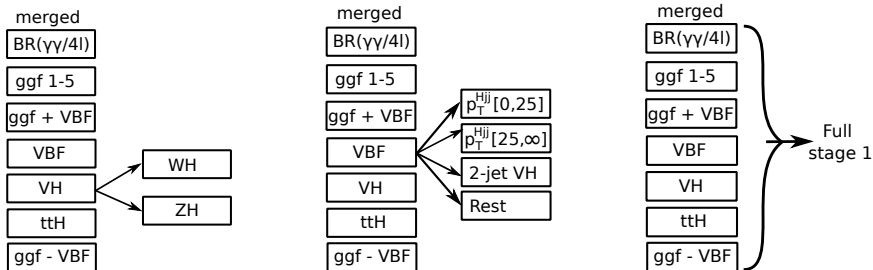 merged
BR(γγ/4l)
ggf 1-5
ggf + VBF
VBF
VH
ttH
ggf - VBF
WH
ZH
merged
BR(γγ/4l)
ggf 1-5
ggf + VBF
VBF
VH
ttH
ggf - VBF
p_T^Hjj[0,25]
p_T^Hjj[25,∞]
2-jet VH
Rest
merged
BR(γγ/4l)
ggf 1-5
ggf + VBF
VBF
VH
ttH
ggf - VBF
Full
stage 1